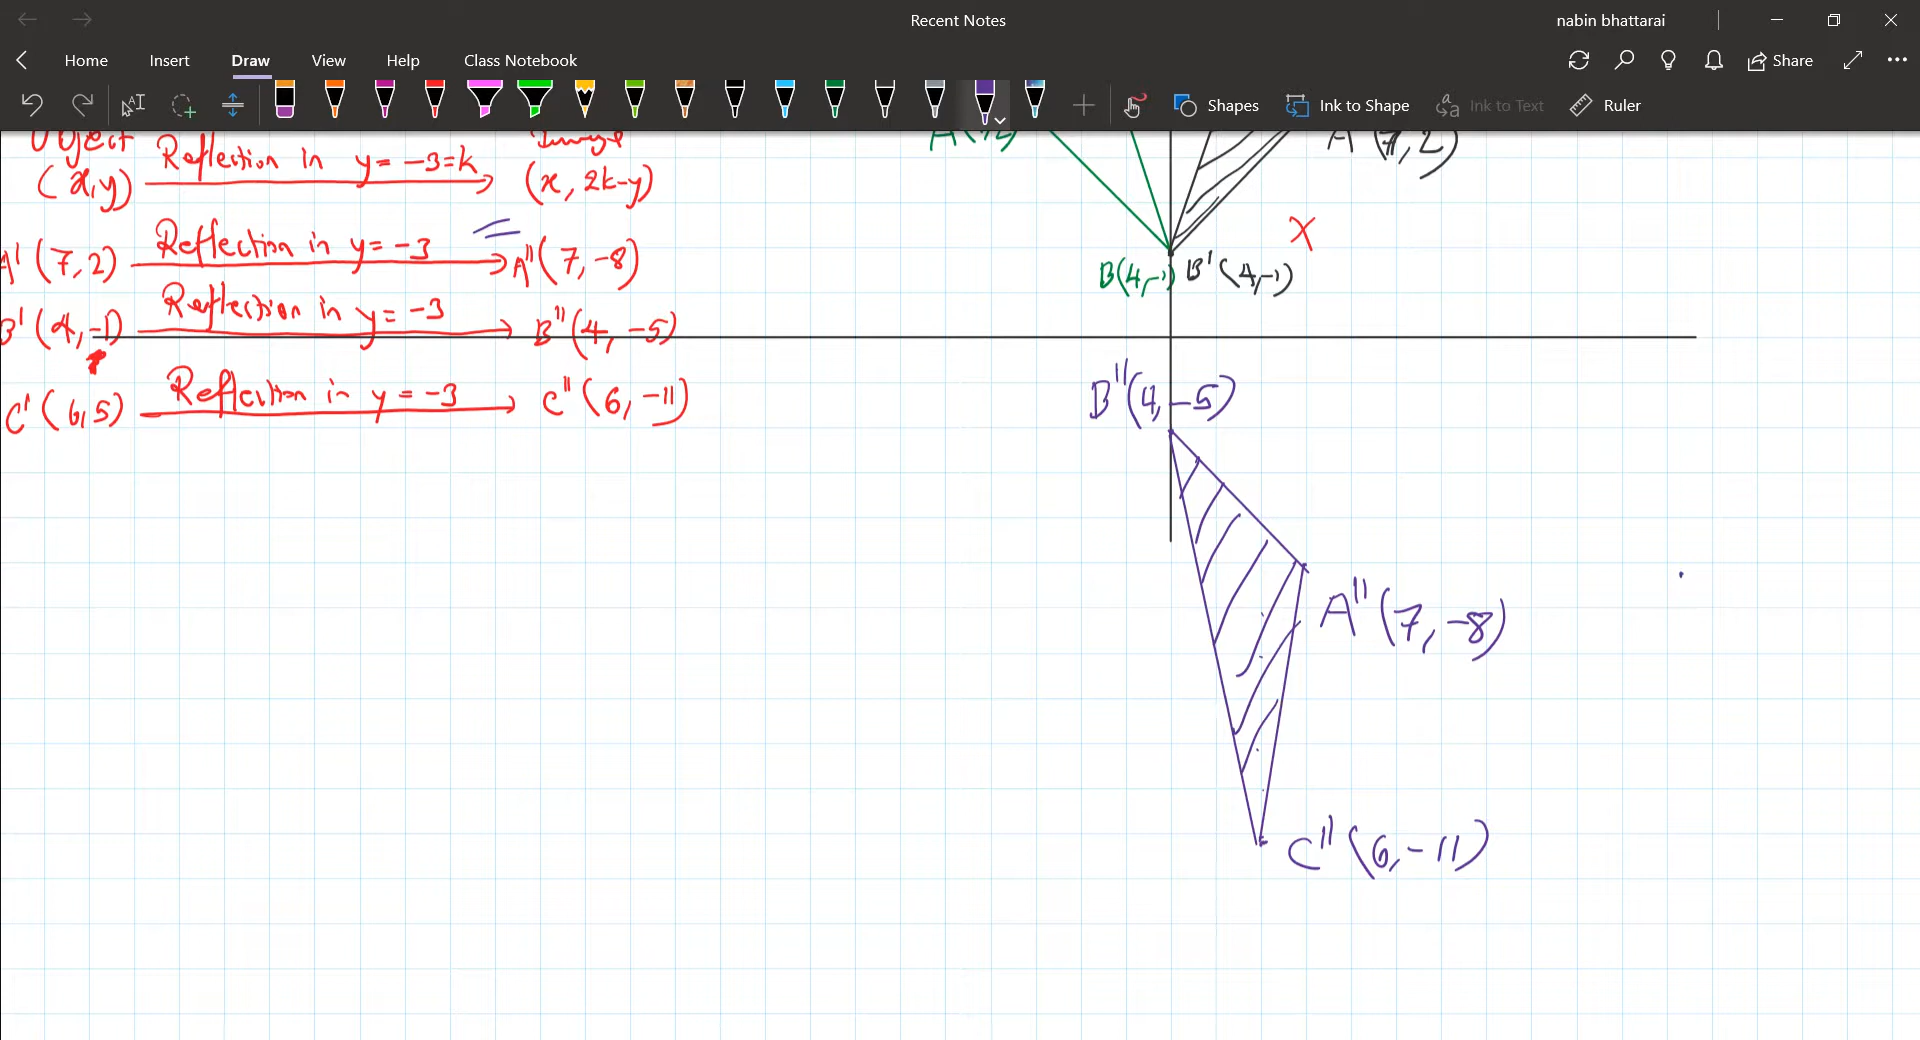 Recent Notes
nabin bhattarai
Home Insert Draw View Help Class Notebook
Share
Shapes Ink to Shape Ink to Text Ruler
Object Reflection in y = -3 = k Image
(x, y) (x, 2k-y)
A' (7, 2) Reflection in y = -3 A'' (7, -8)
B' (4, -1) Reflection in y = -3 B'' (4, -5)
C' (6, 5) Reflection in y = -3 C'' (6, -11)
A' (7, 2)
X
B(4, -1) B' (4, -1)
B'' (4, -5)
A'' (7, -8)
C'' (6, -11)